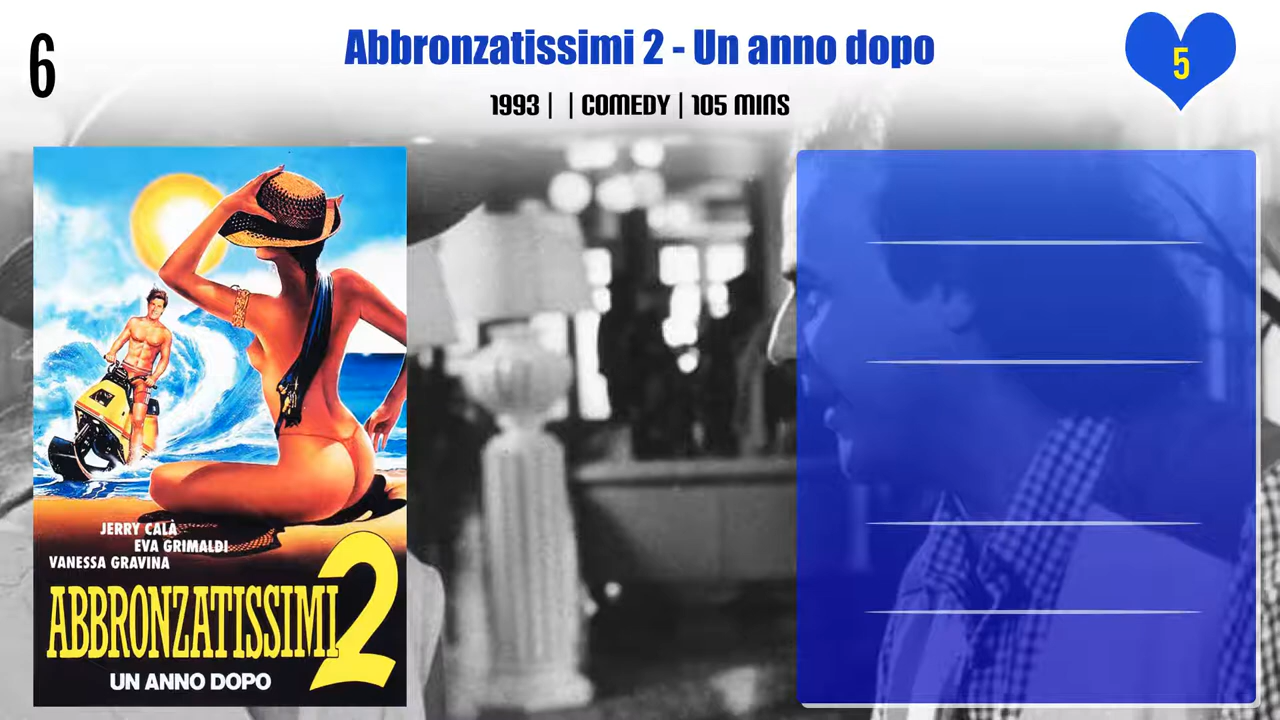 6
Abbronzatissimi 2 - Un anno dopo
5
1993 | | COMEDY | 105 MINS
JERRY CALÀ
EVA GRIMALDI
VANESSA GRAVINA
ABBRONZATISSIMI 2
UN ANNO DOPO